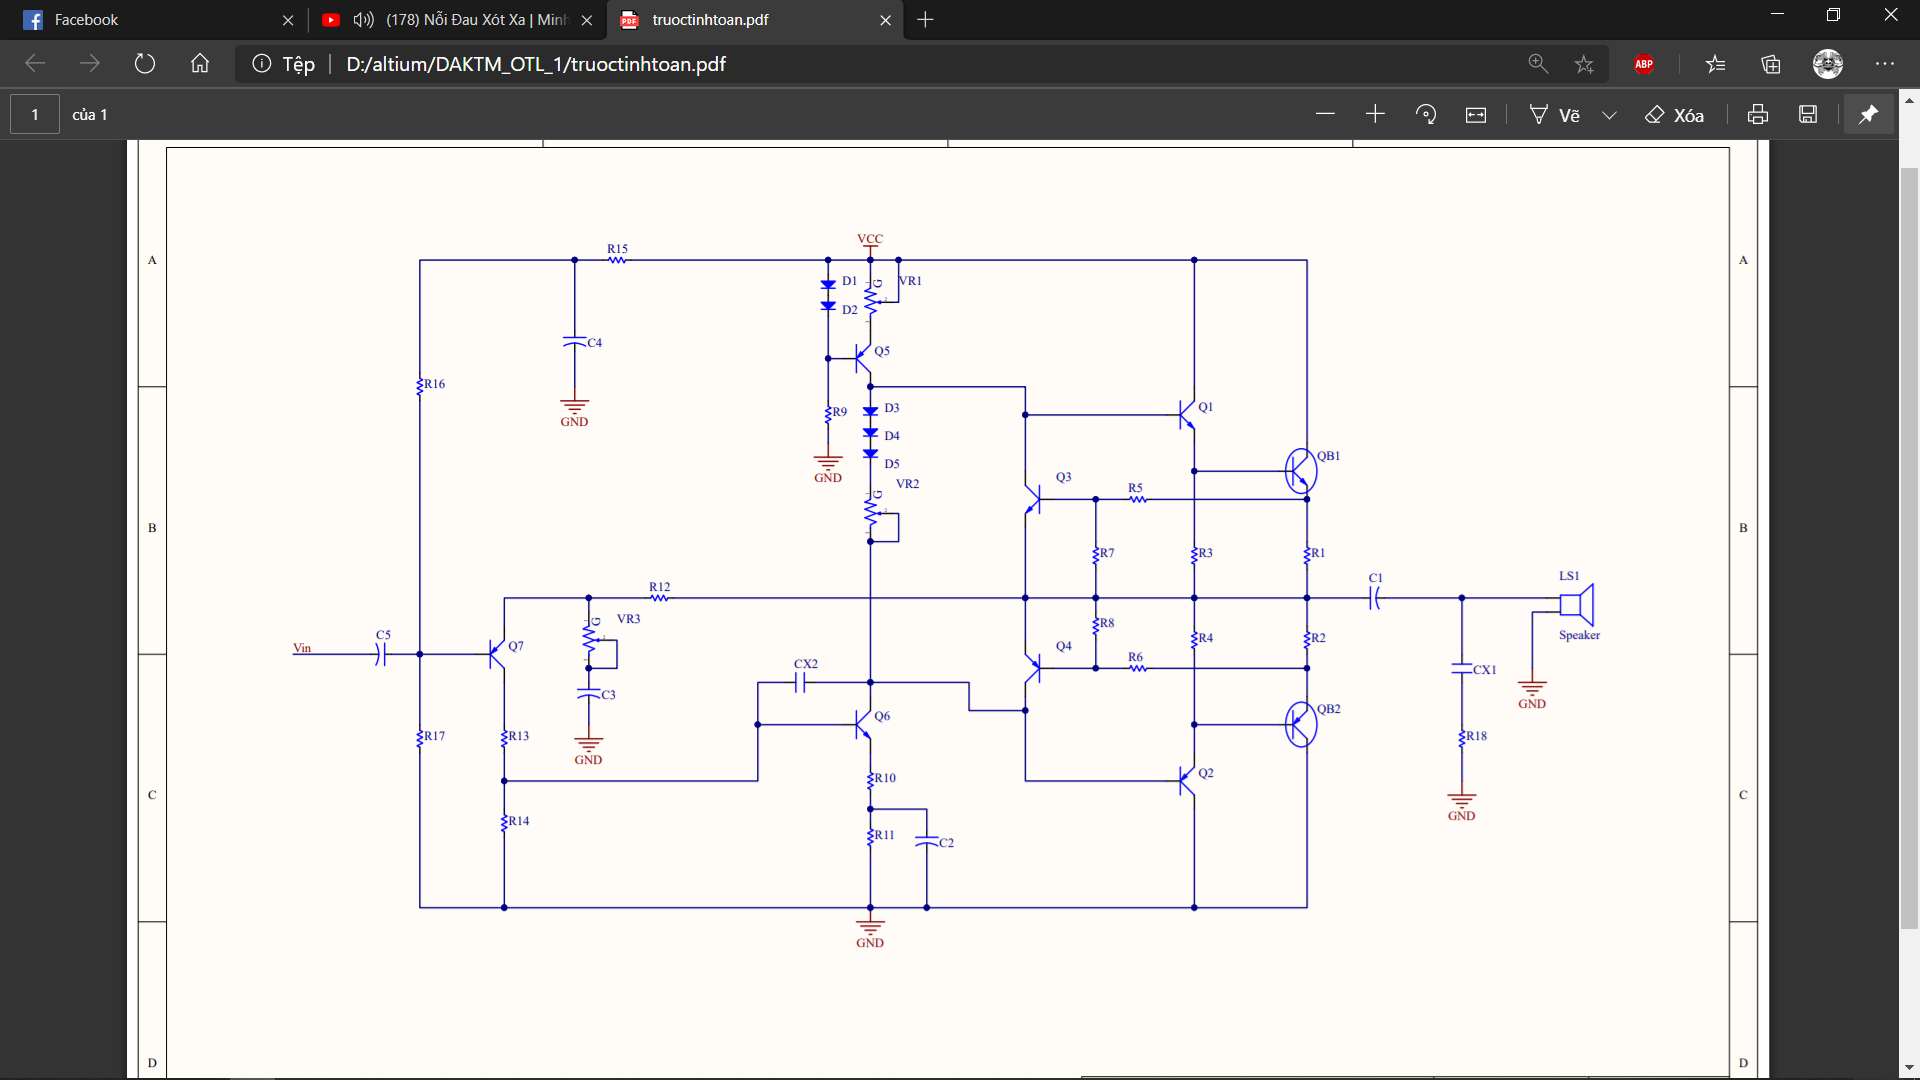 Facebook
(178) Nỗi Đau Xót Xa | Minh
PDF
truoctinhtoan.pdf
Tệp
D:/altium/DAKTM_OTL_1/truoctinhtoan.pdf
ABP
1
của 1
Vẽ
Xóa
A
B
C
D
A
B
C
D
VCC
R15
D1
G
VR1
D2
C4
Q5
R16
GND
R9
D3
Q1
D4
GND
D5
QB1
Q3
VR2
G
R5
R7
R3
R1
C1
LS1
R12
VR3
G
R8
Speaker
C5
Vin
Q7
Q4
R4
R2
R6
CX2
CX1
C3
GND
Q6
QB2
R17
R13
GND
R18
R10
Q2
R14
GND
R11
C2
GND